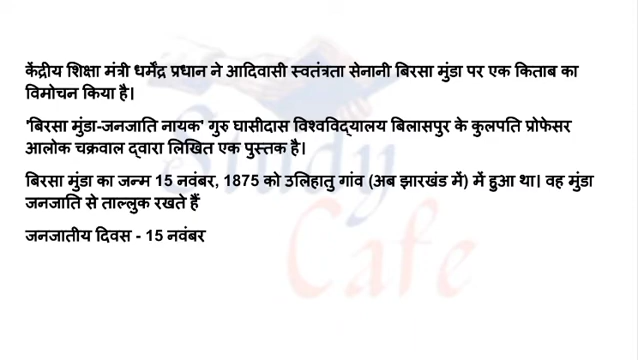 केंद्रीय शिक्षा मंत्री धर्मेंद्र प्रधान ने आदिवासी स्वतंत्रता सेनानी बिरसा मुंडा पर एक किताब का
विमोचन किया है।
'बिरसा मुंडा-जनजाति नायक' गुरु घासीदास विश्वविद्यालय बिलासपुर के कुलपति प्रोफेसर
आलोक चक्रवाल द्वारा लिखित एक पुस्तक है।
बिरसा मुंडा का जन्म 15 नवंबर, 1875 को उलिहातु गांव (अब झारखंड में) में हुआ था। वह मुंडा
जनजाति से ताल्लुक रखते हैं
जनजातीय दिवस - 15 नवंबर
Study
Cafe